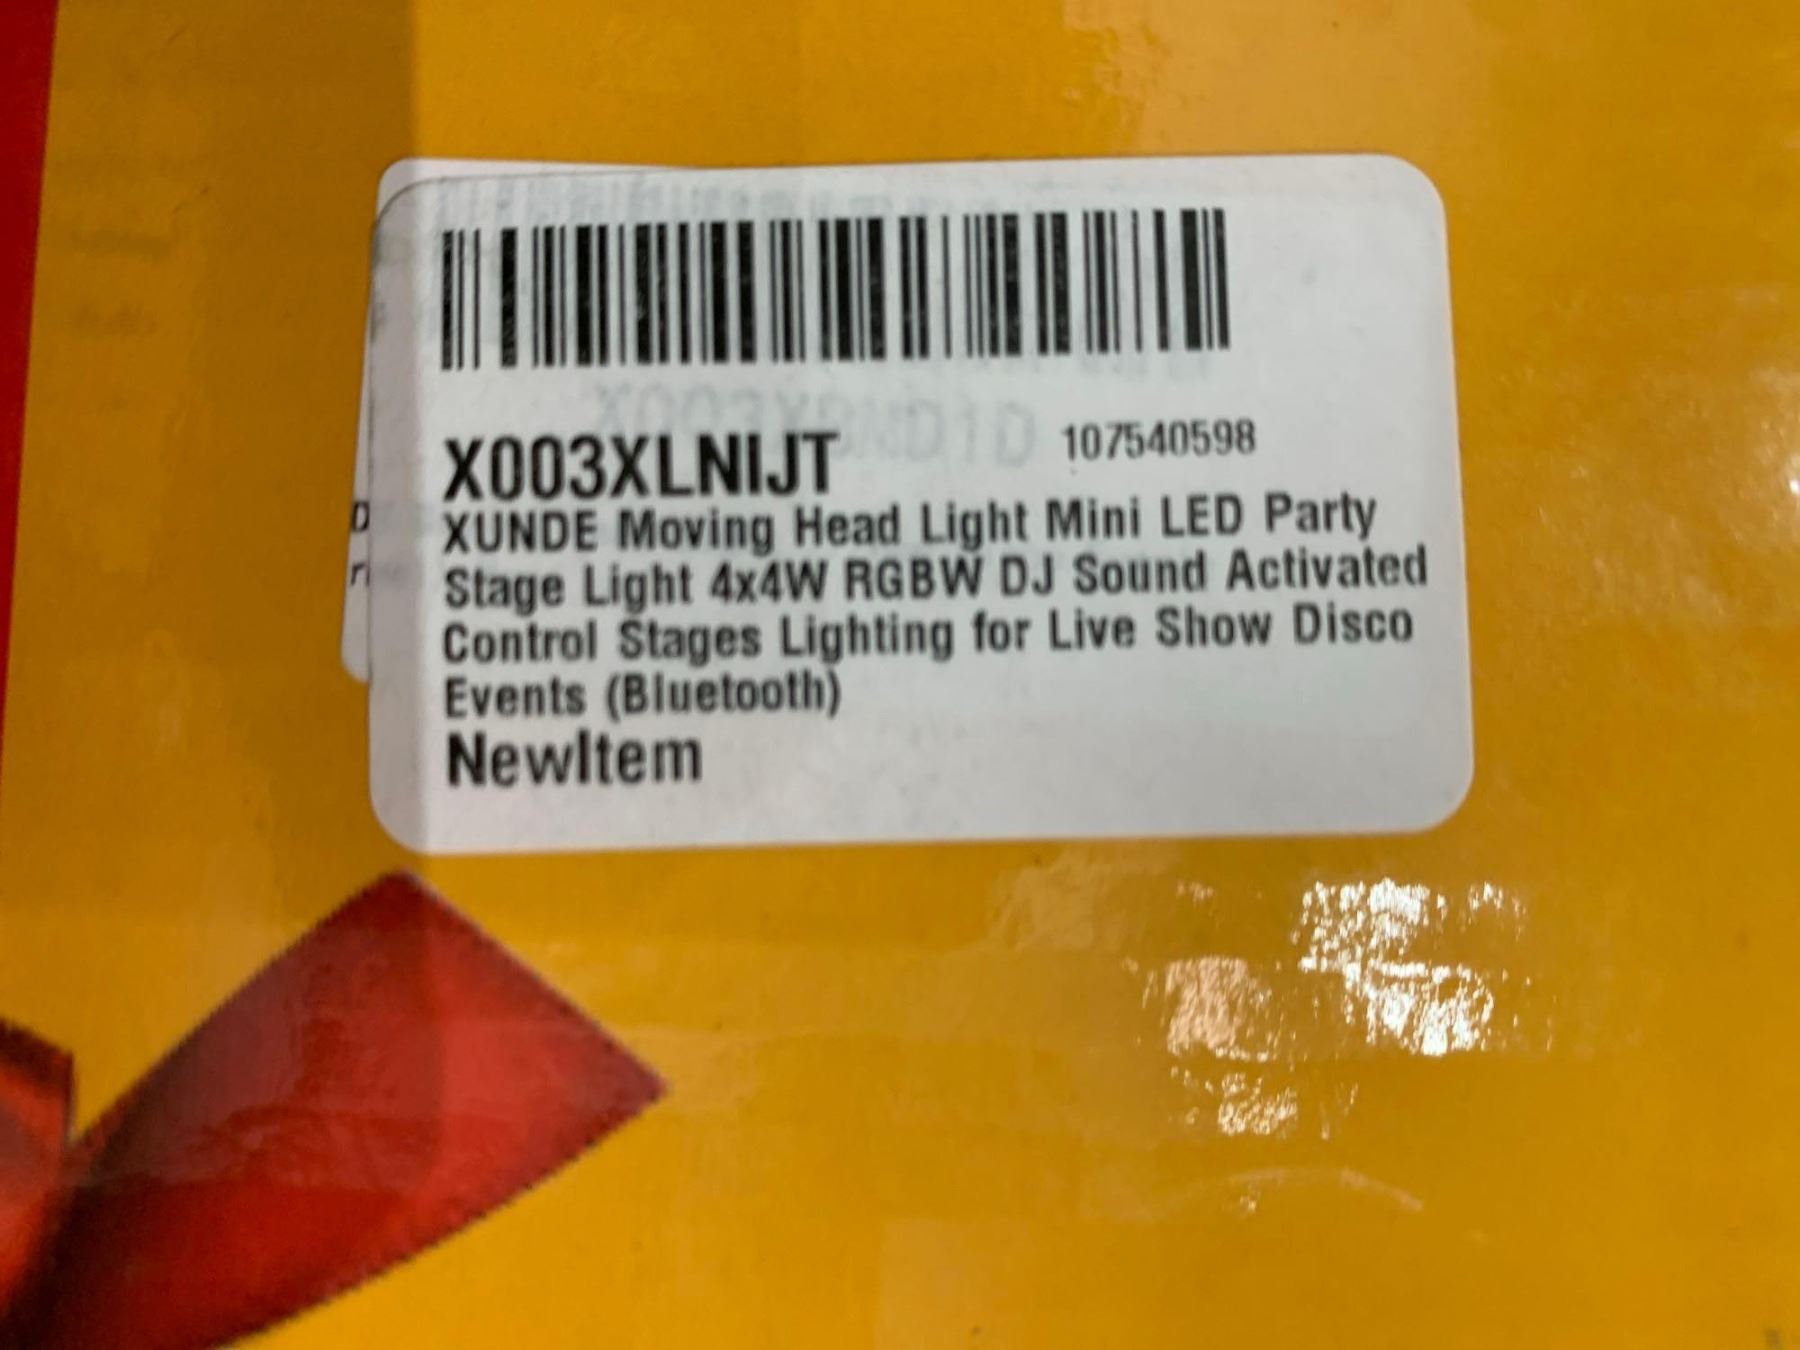 X003XLNIJT 107540598
XUNDE Moving Head Light Mini LED Party
Stage Light 4x4W RGBW DJ Sound Activated
Control Stages Lighting for Live Show Disco
Events (Bluetooth)
NewItem